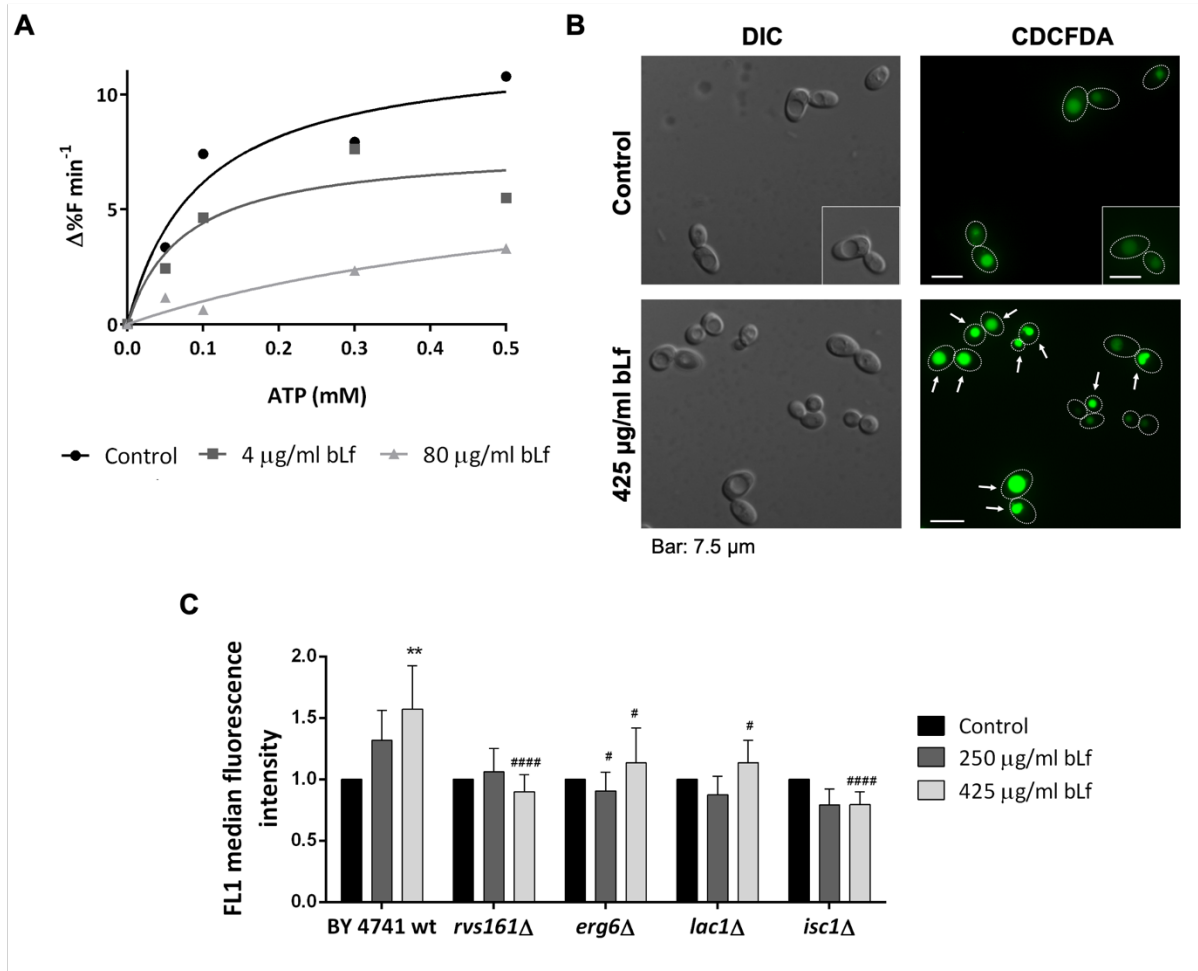 A
10
5
0
Δ%F min⁻¹
0.0 0.1 0.2 0.3 0.4 0.5
ATP (mM)
Control 4 µg/ml bLf 80 µg/ml bLf
B
DIC CDCFDA
Control
425 µg/ml bLf
Bar: 7.5 µm
C
FL1 median fluorescence
intensity
2.0
1.5
1.0
0.5
0.0
** #### # # # ####
BY 4741 wt rvs161Δ erg6Δ lac1Δ isc1Δ
Control
250 µg/ml bLf
425 µg/ml bLf